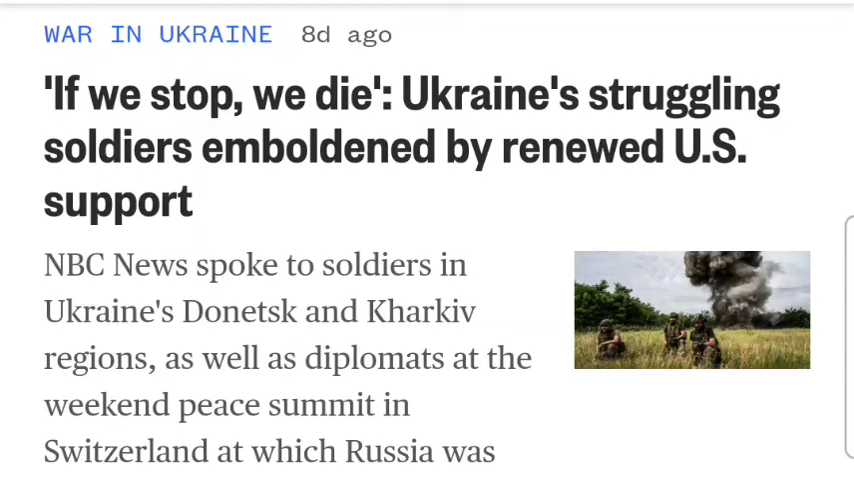 WAR IN UKRAINE 8d ago
'If we stop, we die': Ukraine's struggling
soldiers emboldened by renewed U.S.
support
NBC News spoke to soldiers in
Ukraine's Donetsk and Kharkiv
regions, as well as diplomats at the
weekend peace summit in
Switzerland at which Russia was